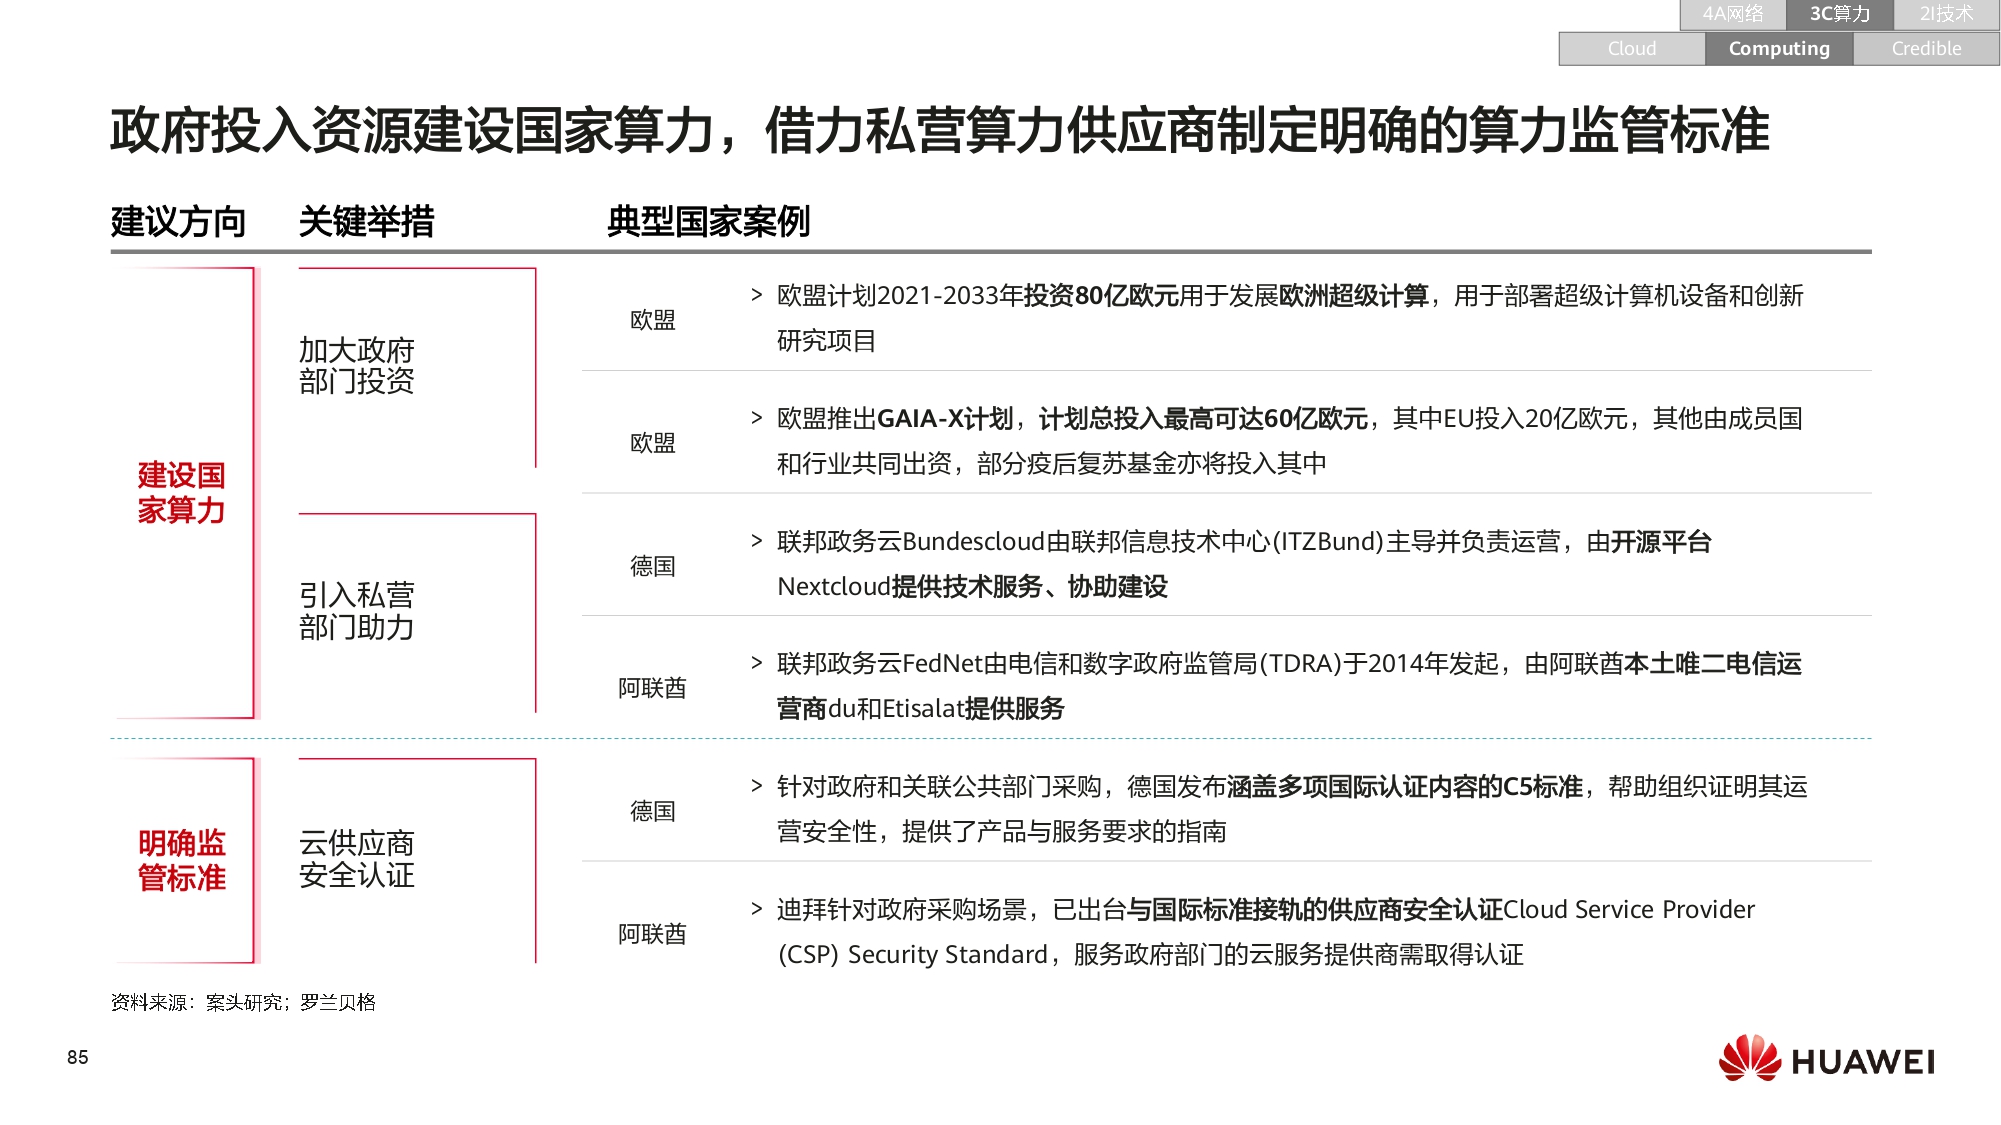 4A网络
3C算力
2I技术
Cloud
Computing
Credible
政府投入资源建设国家算力，借力私营算力供应商制定明确的算力监管标准
建议方向
关键举措
典型国家案例
建设国
家算力
加大政府
部门投资
欧盟
> 欧盟计划2021-2033年投资80亿欧元用于发展欧洲超级计算，用于部署超级计算机设备和创新
研究项目
欧盟
> 欧盟推出GAIA-X计划，计划总投入最高可达60亿欧元，其中EU投入20亿欧元，其他由成员国
和行业共同出资，部分疫后复苏基金亦将投入其中
引入私营
部门助力
德国
> 联邦政务云Bundescloud由联邦信息技术中心(ITZBund)主导并负责运营，由开源平台
Nextcloud提供技术服务、协助建设
阿联酋
> 联邦政务云FedNet由电信和数字政府监管局(TDRA)于2014年发起，由阿联酋本土唯二电信运
营商du和Etisalat提供服务
明确监
管标准
云供应商
安全认证
德国
> 针对政府和关联公共部门采购，德国发布涵盖多项国际认证内容的C5标准，帮助组织证明其运
营安全性，提供了产品与服务要求的指南
阿联酋
> 迪拜针对政府采购场景，已出台与国际标准接轨的供应商安全认证Cloud Service Provider
(CSP) Security Standard，服务政府部门的云服务提供商需取得认证
资料来源：案头研究；罗兰贝格
85
HUAWEI